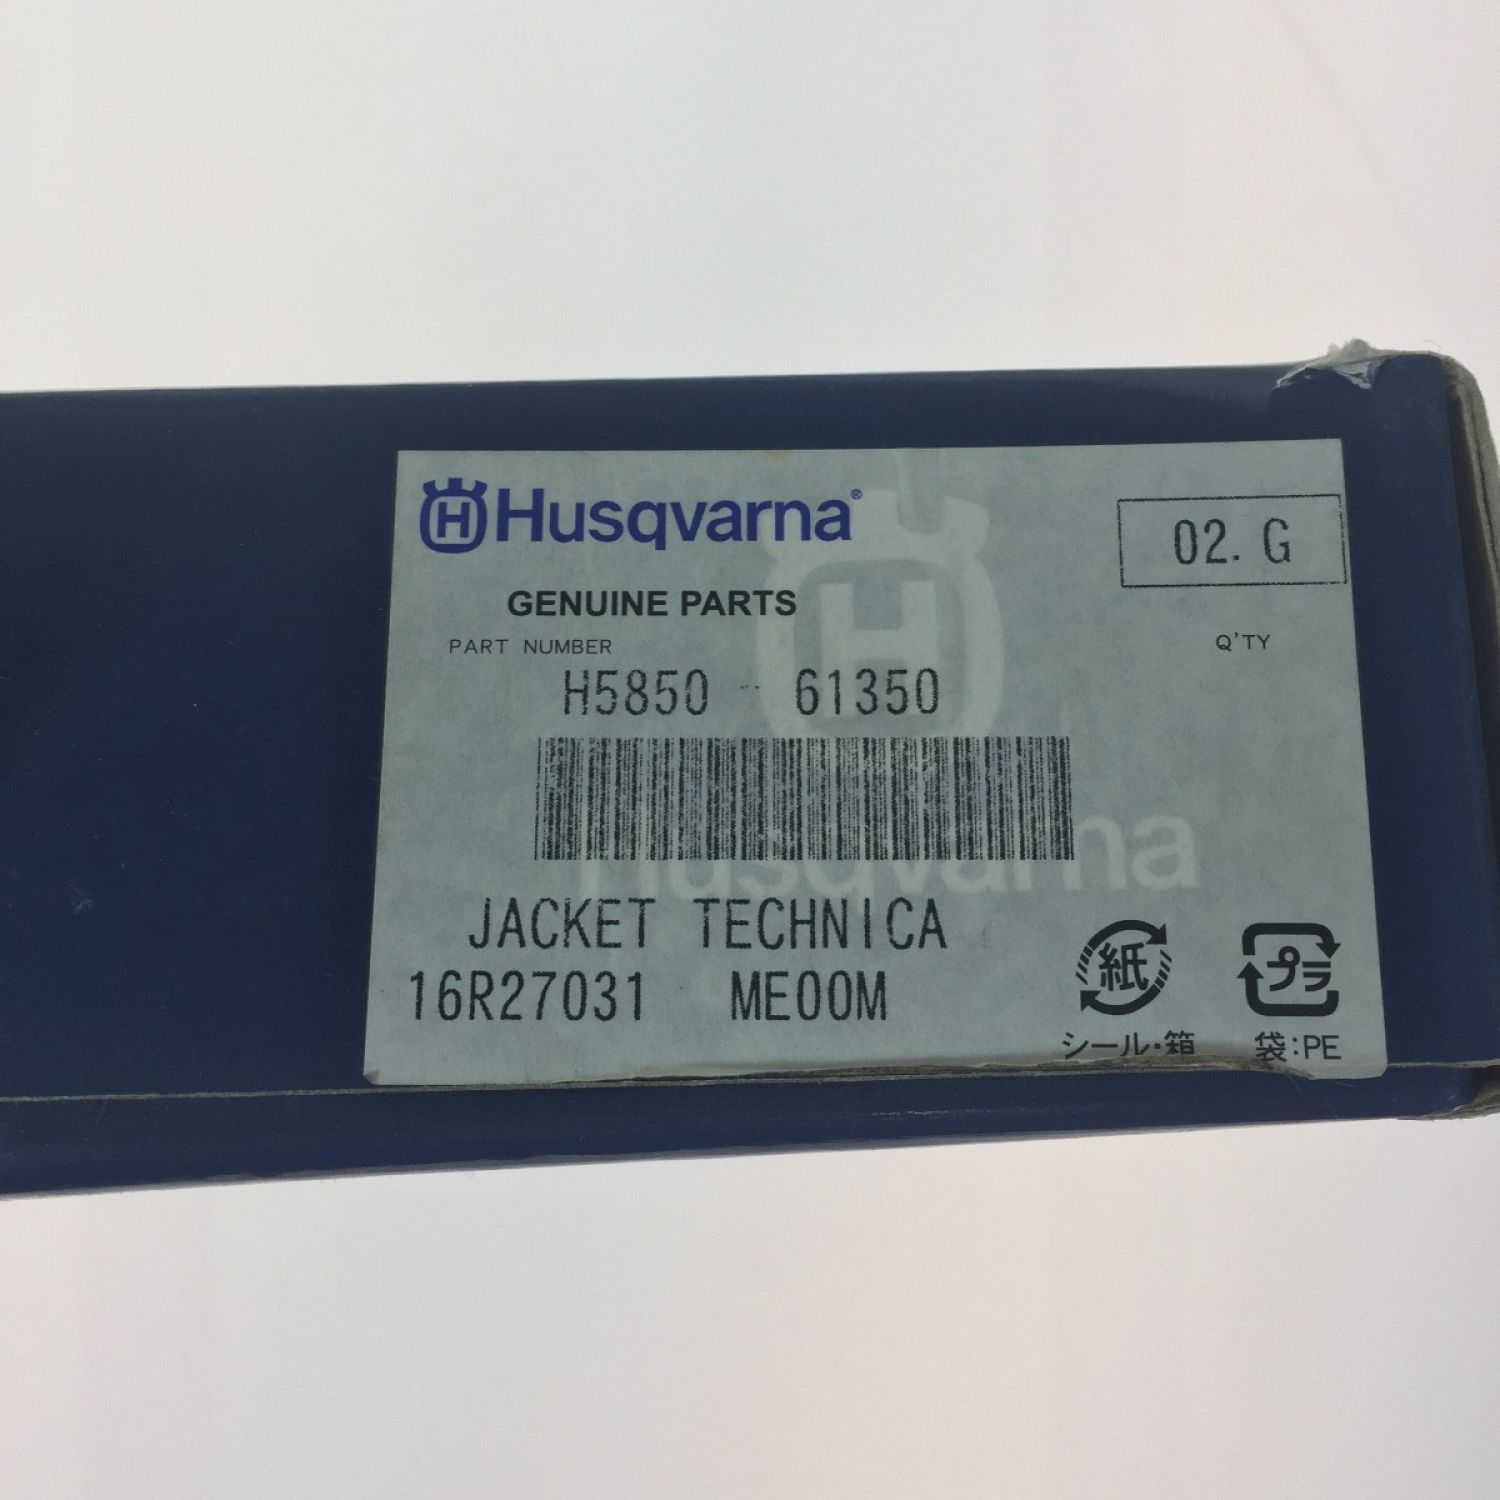 Husqvarna®
02. G
GENUINE PARTS
PART NUMBER
Q'TY
H5850 - 61350
Husqvarna
JACKET TECHNICA
16R27031 ME00M
紙
プラ
シール・箱
袋:PE